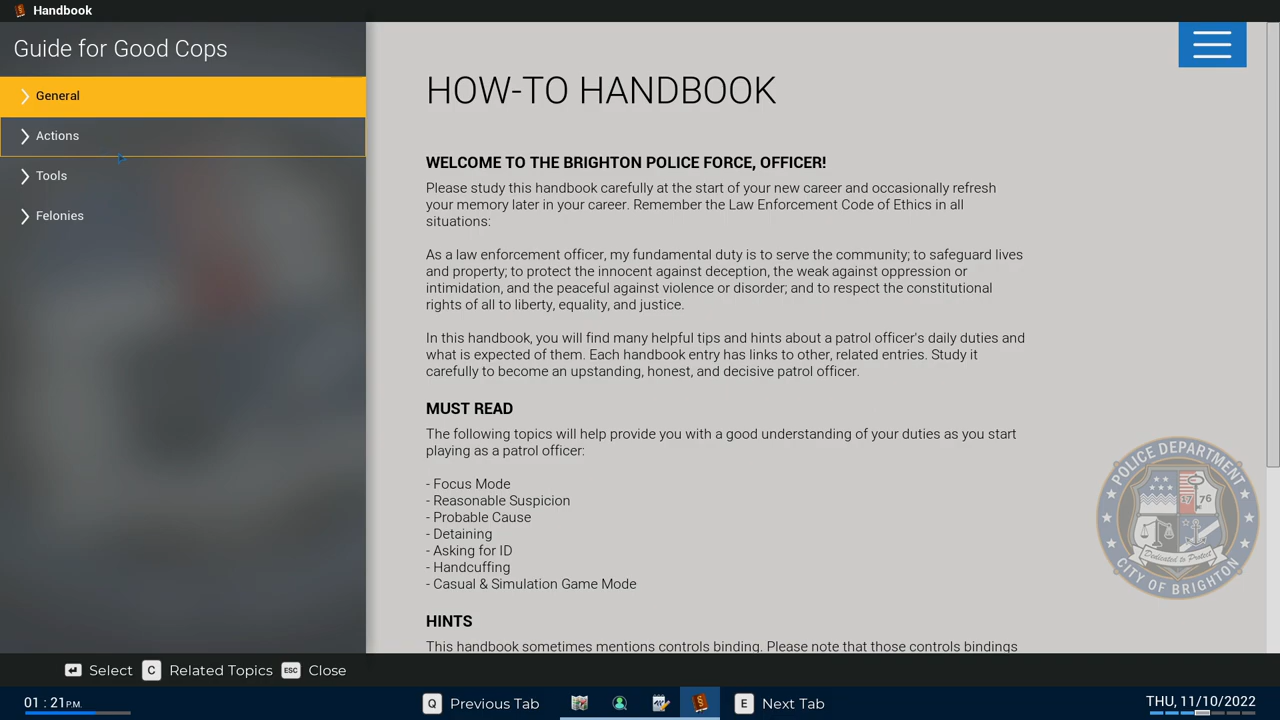 Handbook
Guide for Good Cops
General
Actions
Tools
Felonies
HOW-TO HANDBOOK
WELCOME TO THE BRIGHTON POLICE FORCE, OFFICER!
Please study this handbook carefully at the start of your new career and occasionally refresh
your memory later in your career. Remember the Law Enforcement Code of Ethics in all
situations:
As a law enforcement officer, my fundamental duty is to serve the community; to safeguard lives
and property; to protect the innocent against deception, the weak against oppression or
intimidation, and the peaceful against violence or disorder; and to respect the constitutional
rights of all to liberty, equality, and justice.
In this handbook, you will find many helpful tips and hints about a patrol officer's daily duties and
what is expected of them. Each handbook entry has links to other, related entries. Study it
carefully to become an upstanding, honest, and decisive patrol officer.
MUST READ
The following topics will help provide you with a good understanding of your duties as you start
playing as a patrol officer:
- Focus Mode
- Reasonable Suspicion
- Probable Cause
- Detaining
- Asking for ID
- Handcuffing
- Casual & Simulation Game Mode
HINTS
This handbook sometimes mentions controls binding. Please note that those controls bindings
POLICE DEPARTMENT
17 76
Dedicated to Protect
CITY OF BRIGHTON
Select C Related Topics ESC Close
01 : 21 P.M.
Q Previous Tab
E Next Tab
THU, 11/10/2022